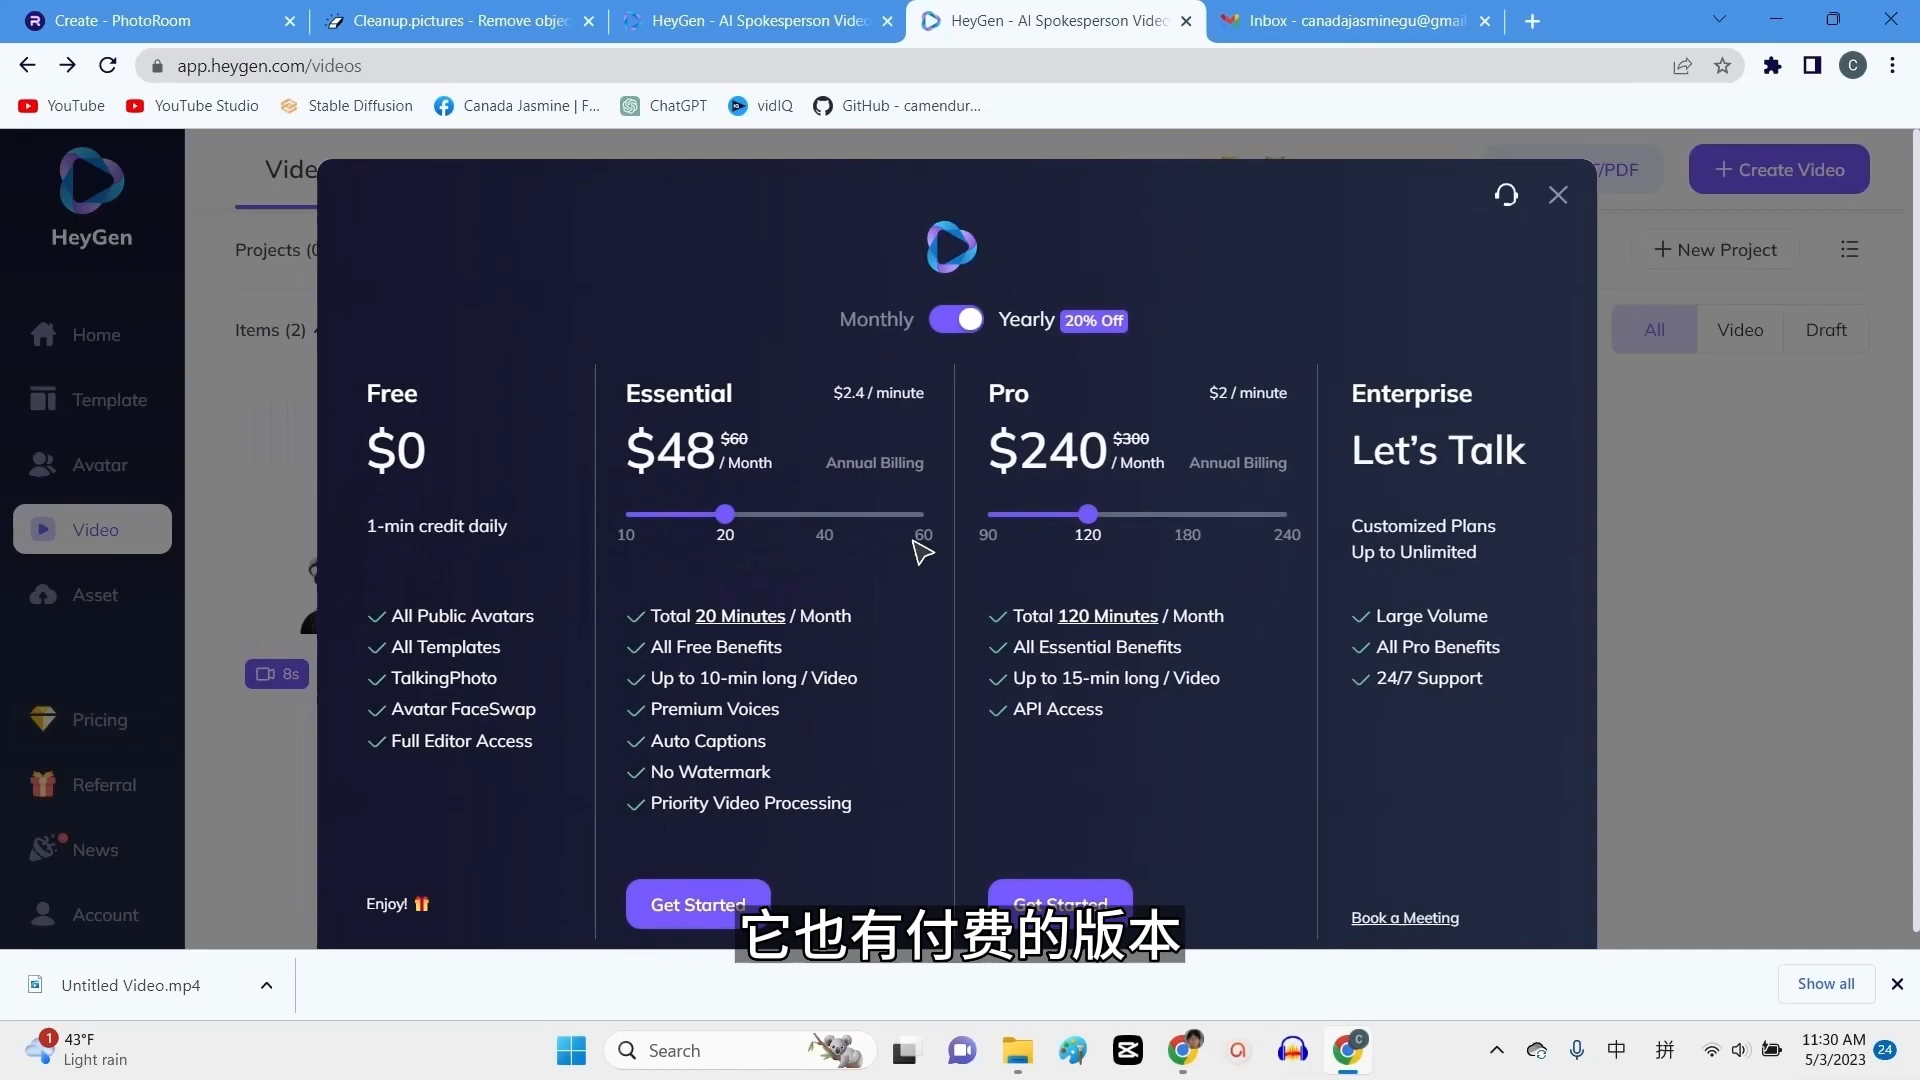 Create - PhotoRoom
Cleanup.pictures - Remove objec
HeyGen - AI Spokesperson Video
HeyGen - AI Spokesperson Video
Inbox - canadajasminegu@gmail
app.heygen.com/videos
C
YouTube
YouTube Studio
Stable Diffusion
Canada Jasmine | F...
ChatGPT
vidIQ
GitHub - camendur...
HeyGen
Home
Template
Avatar
Video
Asset
Pricing
Referral
News
Account
Vide
/PDF
+ Create Video
Projects (0
+ New Project
Items (2)
All
Video
Draft
8s
Monthly
Yearly 20% Off
Free
$0
1-min credit daily
All Public Avatars
All Templates
TalkingPhoto
Avatar FaceSwap
Full Editor Access
Enjoy!
Essential
$2.4 / minute
$48 $60 / Month
Annual Billing
10 20 40 60
Total 20 Minutes / Month
All Free Benefits
Up to 10-min long / Video
Premium Voices
Auto Captions
No Watermark
Priority Video Processing
Get Started
Pro
$2 / minute
$240 $300 / Month
Annual Billing
90 120 180 240
Total 120 Minutes / Month
All Essential Benefits
Up to 15-min long / Video
API Access
Get Started
Enterprise
Let's Talk
Customized Plans
Up to Unlimited
Large Volume
All Pro Benefits
24/7 Support
Book a Meeting
它也有付费的版本
Untitled Video.mp4
Show all
1
43°F
Light rain
Search
C
中
拼
11:30 AM
5/3/2023
24